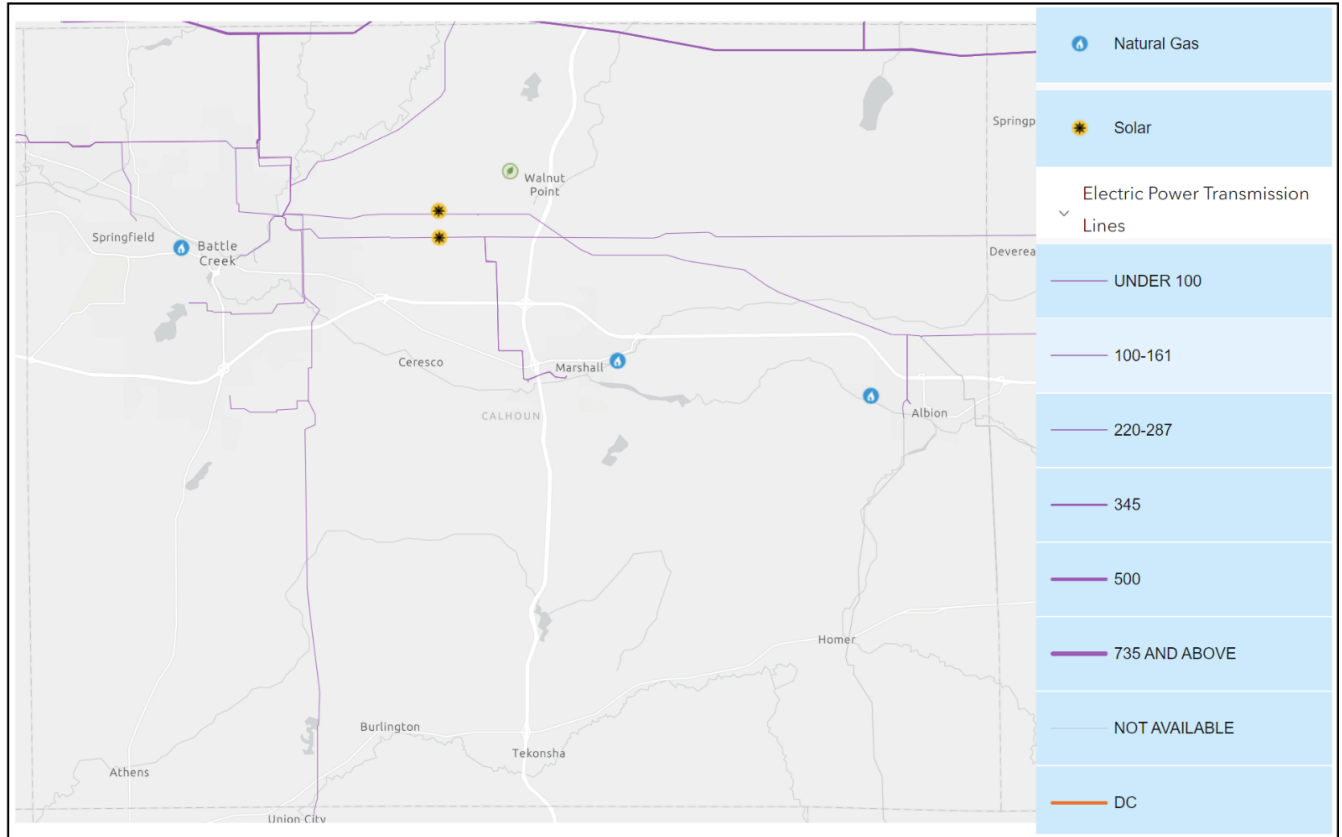 Springp
Walnut
Point
Springfield
Battle
Creek
Deverea
Ceresco
Marshall
CALHOUN
Albion
Homer
Burlington
Tekonsha
Athens
Union City
Natural Gas
Solar
Electric Power Transmission
Lines
UNDER 100
100-161
220-287
345
500
735 AND ABOVE
NOT AVAILABLE
DC